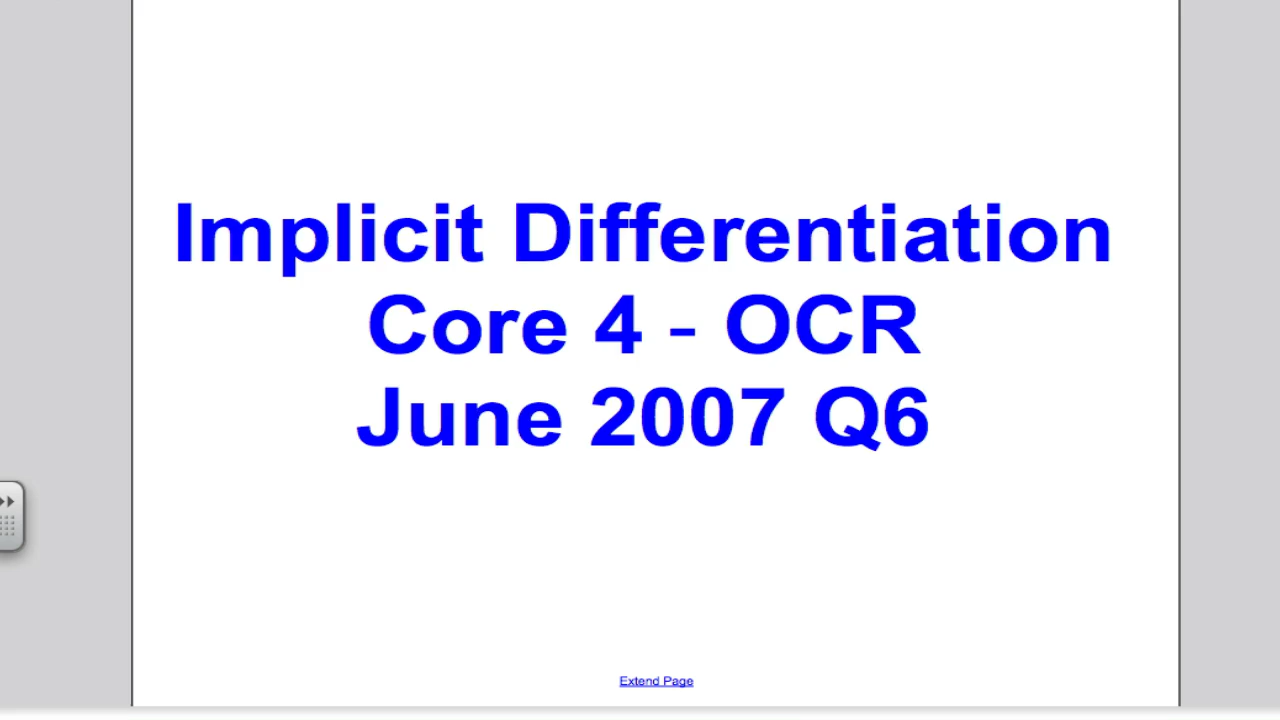 Implicit Differentiation
Core 4 - OCR
June 2007 Q6
Extend Page